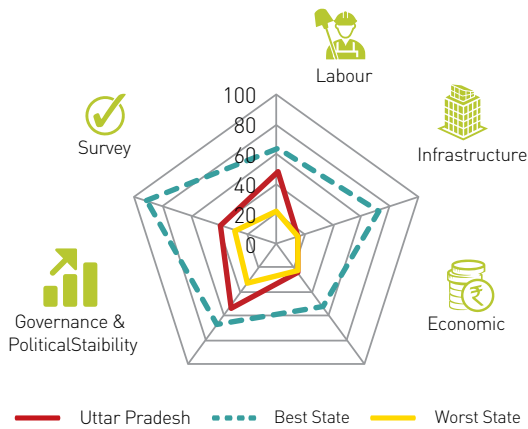 Labour
100
80
60
40
20
0
Survey
Infrastructure
₹
Governance &
PoliticalStaibility
Economic
Uttar Pradesh
Best State
Worst State